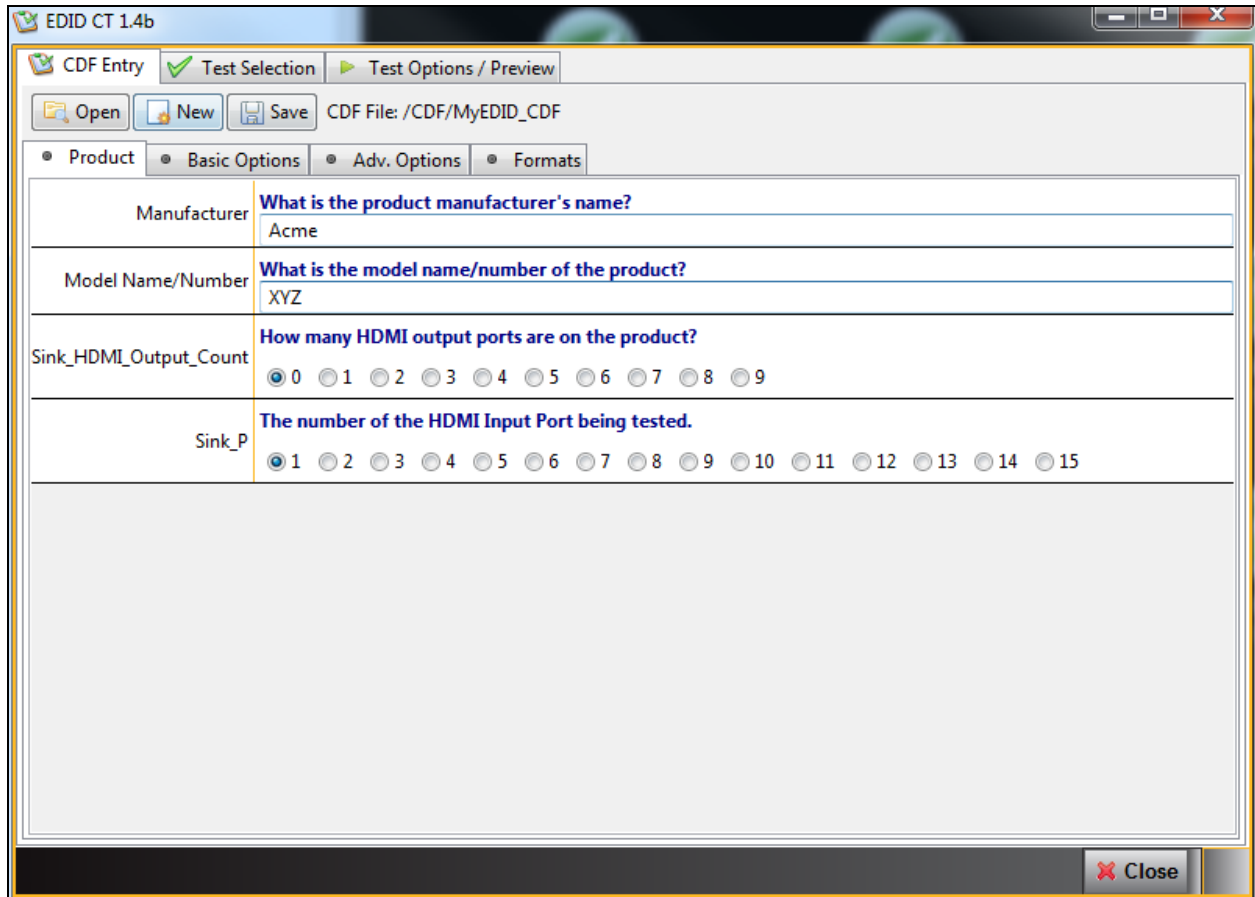 EDID CT 1.4b
CDF Entry Test Selection Test Options / Preview
Open New Save CDF File: /CDF/MyEDID_CDF
Product Basic Options Adv. Options Formats
Manufacturer What is the product manufacturer's name?
Acme
Model Name/Number What is the model name/number of the product?
XYZ
Sink_HDMI_Output_Count How many HDMI output ports are on the product?
0 1 2 3 4 5 6 7 8 9
Sink_P The number of the HDMI Input Port being tested.
1 2 3 4 5 6 7 8 9 10 11 12 13 14 15
Close